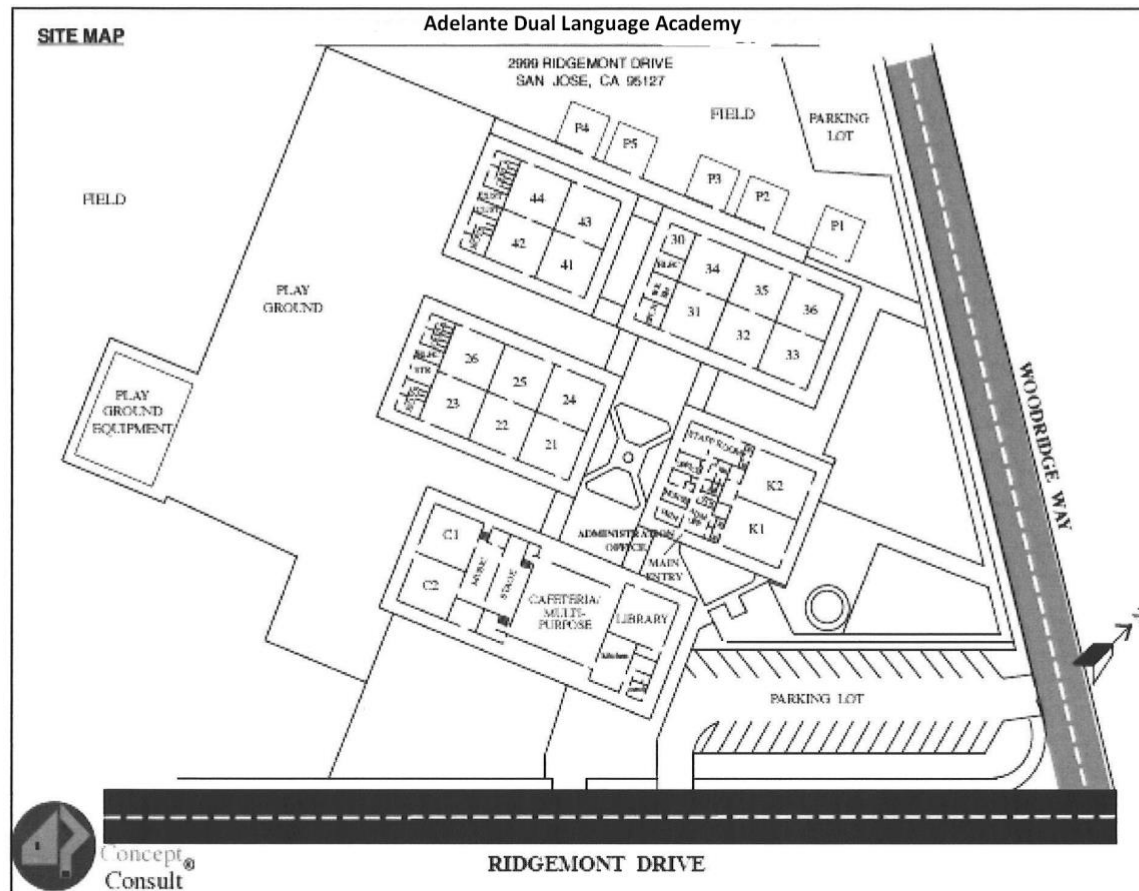 Adelante Dual Language Academy
SITE MAP
2999 RIDGEMONT DRIVE
SAN JOSE, CA 95127
FIELD
PARKING
LOT
P4
P5
P3
P2
P1
FIELD
44
43
42
41
30
ELEC
34
35
36
31
32
33
PLAY
GROUND
PLAY
GROUND
EQUIPMENT
26
25
24
STR
23
22
21
STAFF ROOM
K2
K1
ADMINISTRATION
OFFICE
MAIN
ENTRY
C1
C2
STAGE
CAFETERIA/
MULTI-
PURPOSE
LIBRARY
Kitchen
PARKING LOT
WOODRIDGE WAY
RIDGEMONT DRIVE
Concept
Consult®